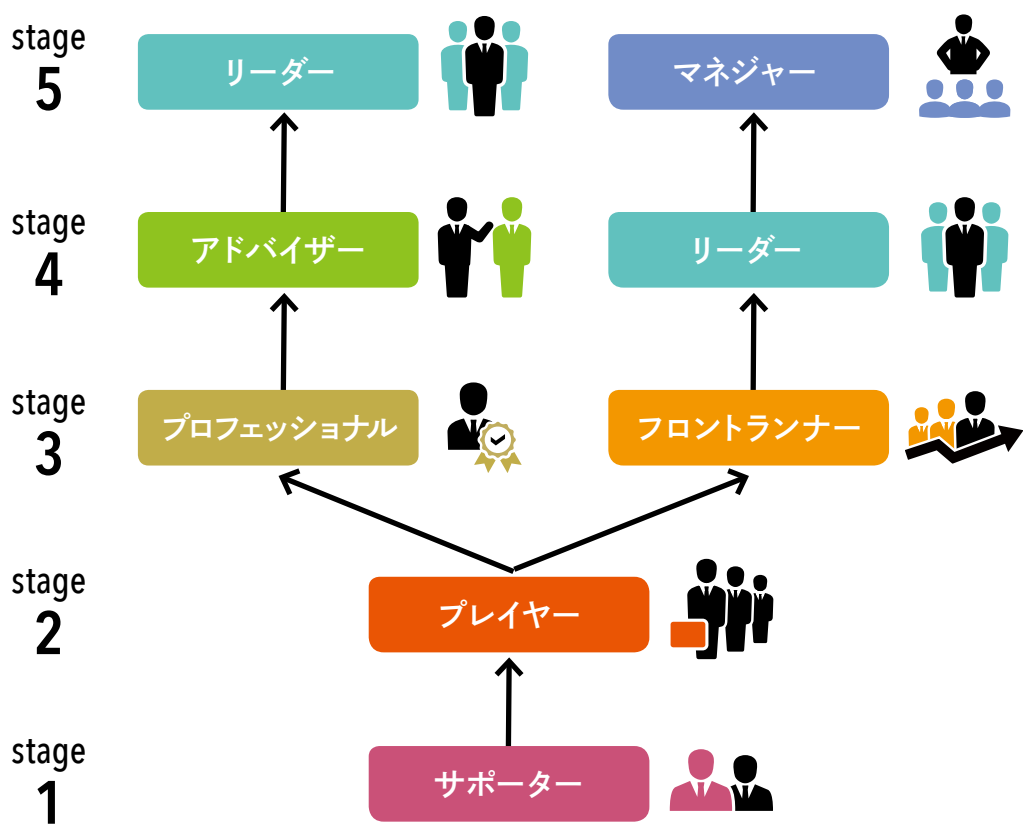 stage
5
リーダー
マネジャー
stage
4
アドバイザー
リーダー
stage
3
プロフェッショナル
フロントランナー
stage
2
プレイヤー
stage
1
サポーター